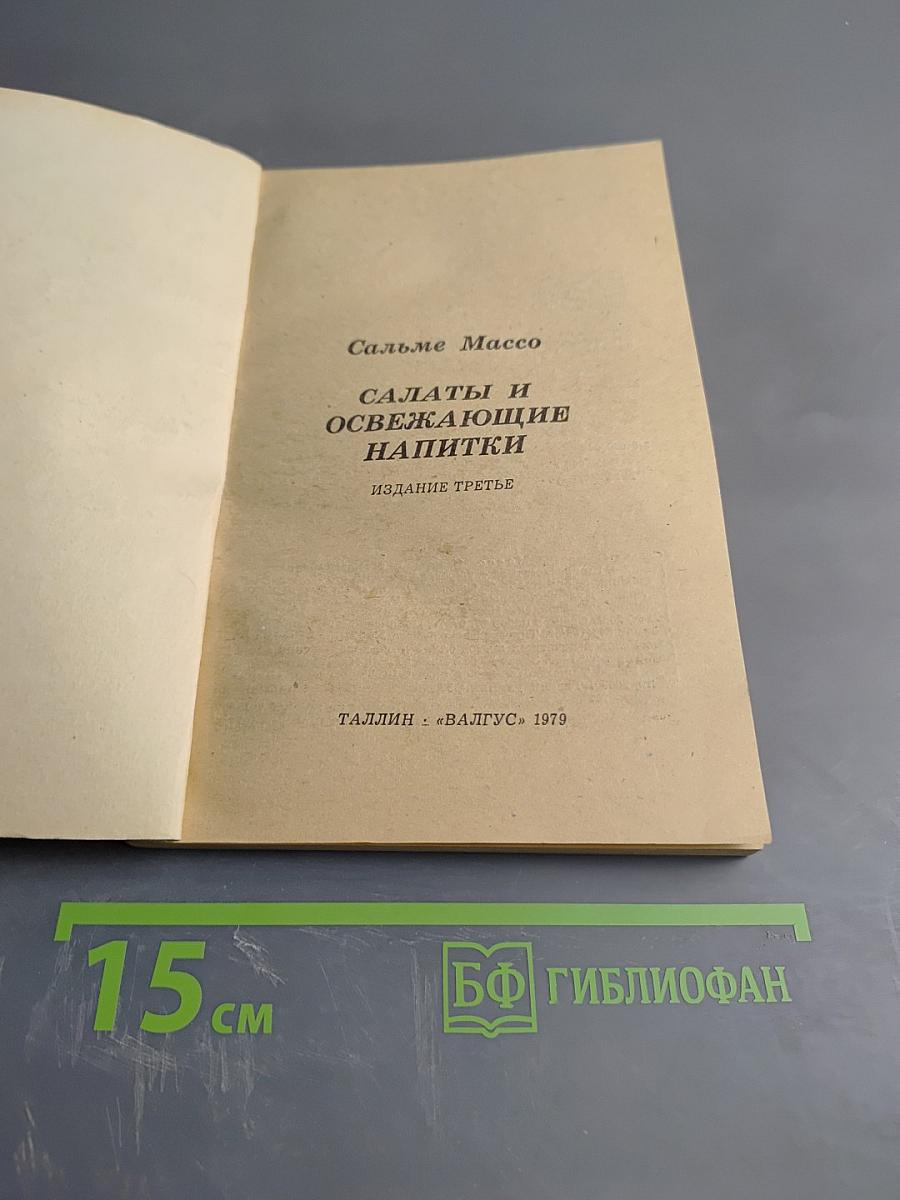 Сальме Массо
САЛАТЫ И
ОСВЕЖАЮЩИЕ
НАПИТКИ
ИЗДАНИЕ ТРЕТЬЕ
ТАЛЛИН · «ВАЛГУС» 1979
15 см
БФ ГИБЛИОФАН